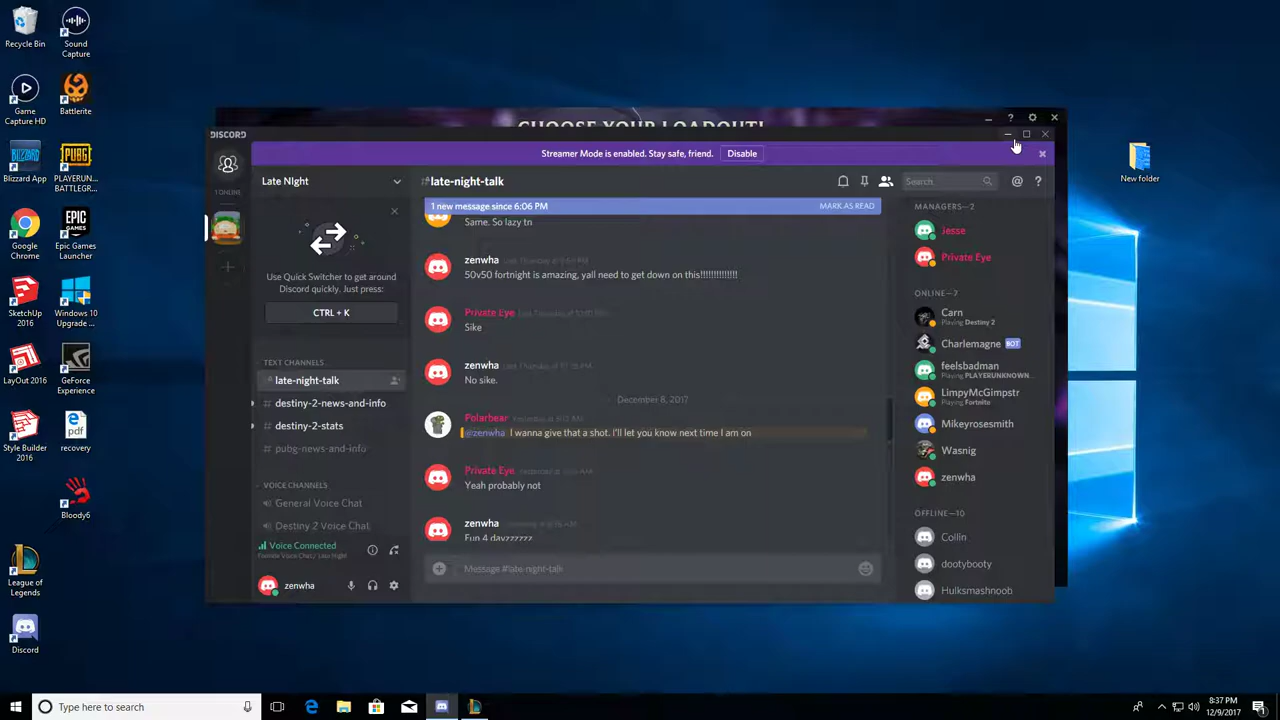 Recycle Bin
Sound
Capture
Game
Capture HD
Battlerite
Blizzard App
PLAYERUN...
BATTLEGR...
Google
Chrome
Epic Games
Launcher
SketchUp
2016
Windows 10
Upgrade ...
LayOut 2016
GeForce
Experience
Style Builder
2016
recovery
Bloody6
League of
Legends
Discord
New folder
CHOOSE YOUR LOADOUT!
DISCORD
Streamer Mode is enabled. Stay safe, friend.
Disable
1 ONLINE
Late NIght
Use Quick Switcher to get around
Discord quickly. Just press:
CTRL + K
TEXT CHANNELS
late-night-talk
# destiny-2-news-and-info
# destiny-2-stats
# pubg-news-and-info
VOICE CHANNELS
General Voice Chat
Destiny 2 Voice Chat
Voice Connected
zenwha
#late-night-talk
Search
1 new message since 6:06 PM
MARK AS READ
Same. So lazy tn
zenwha
50v50 fortnight is amazing, yall need to get down on this!!!!!!!!!!!!!!!
Private Eye
Sike
zenwha
No sike.
December 8, 2017
Polarbear
@zenwha I wanna give that a shot. I'll let you know next time I am on
Private Eye
Yeah probably not
zenwha
Fun 4 dayzzzzzz
Message #late-night-talk
MANAGERS—2
Jesse
Private Eye
ONLINE—7
Carn
Playing Destiny 2
Charlemagne BOT
feelsbadman
Playing PLAYERUNKNOWN...
LimpyMcGimpstr
Playing Fortnite
Mikeyrosesmith
Wasnig
zenwha
OFFLINE—10
Collin
dootybooty
Hulksmashnoob
Type here to search
8:37 PM
12/9/2017